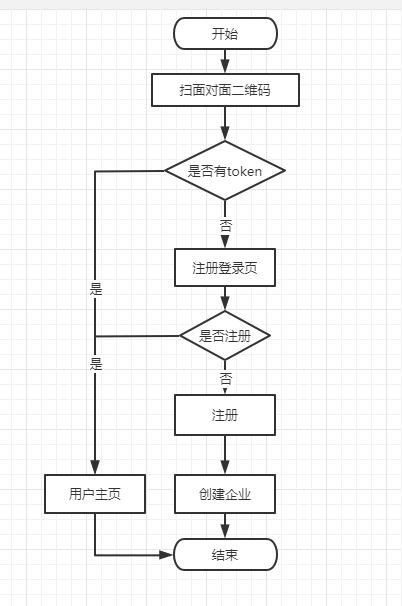 开始
扫面对面二维码
是否有token
否
注册登录页
是
是否注册
是
否
注册
用户主页
创建企业
结束